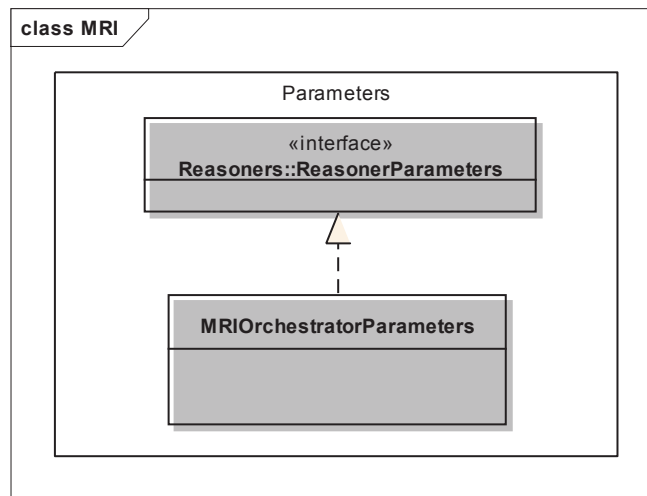 class MRI
Parameters
«interface»
Reasoners::ReasonerParameters
MRIOrchestratorParameters